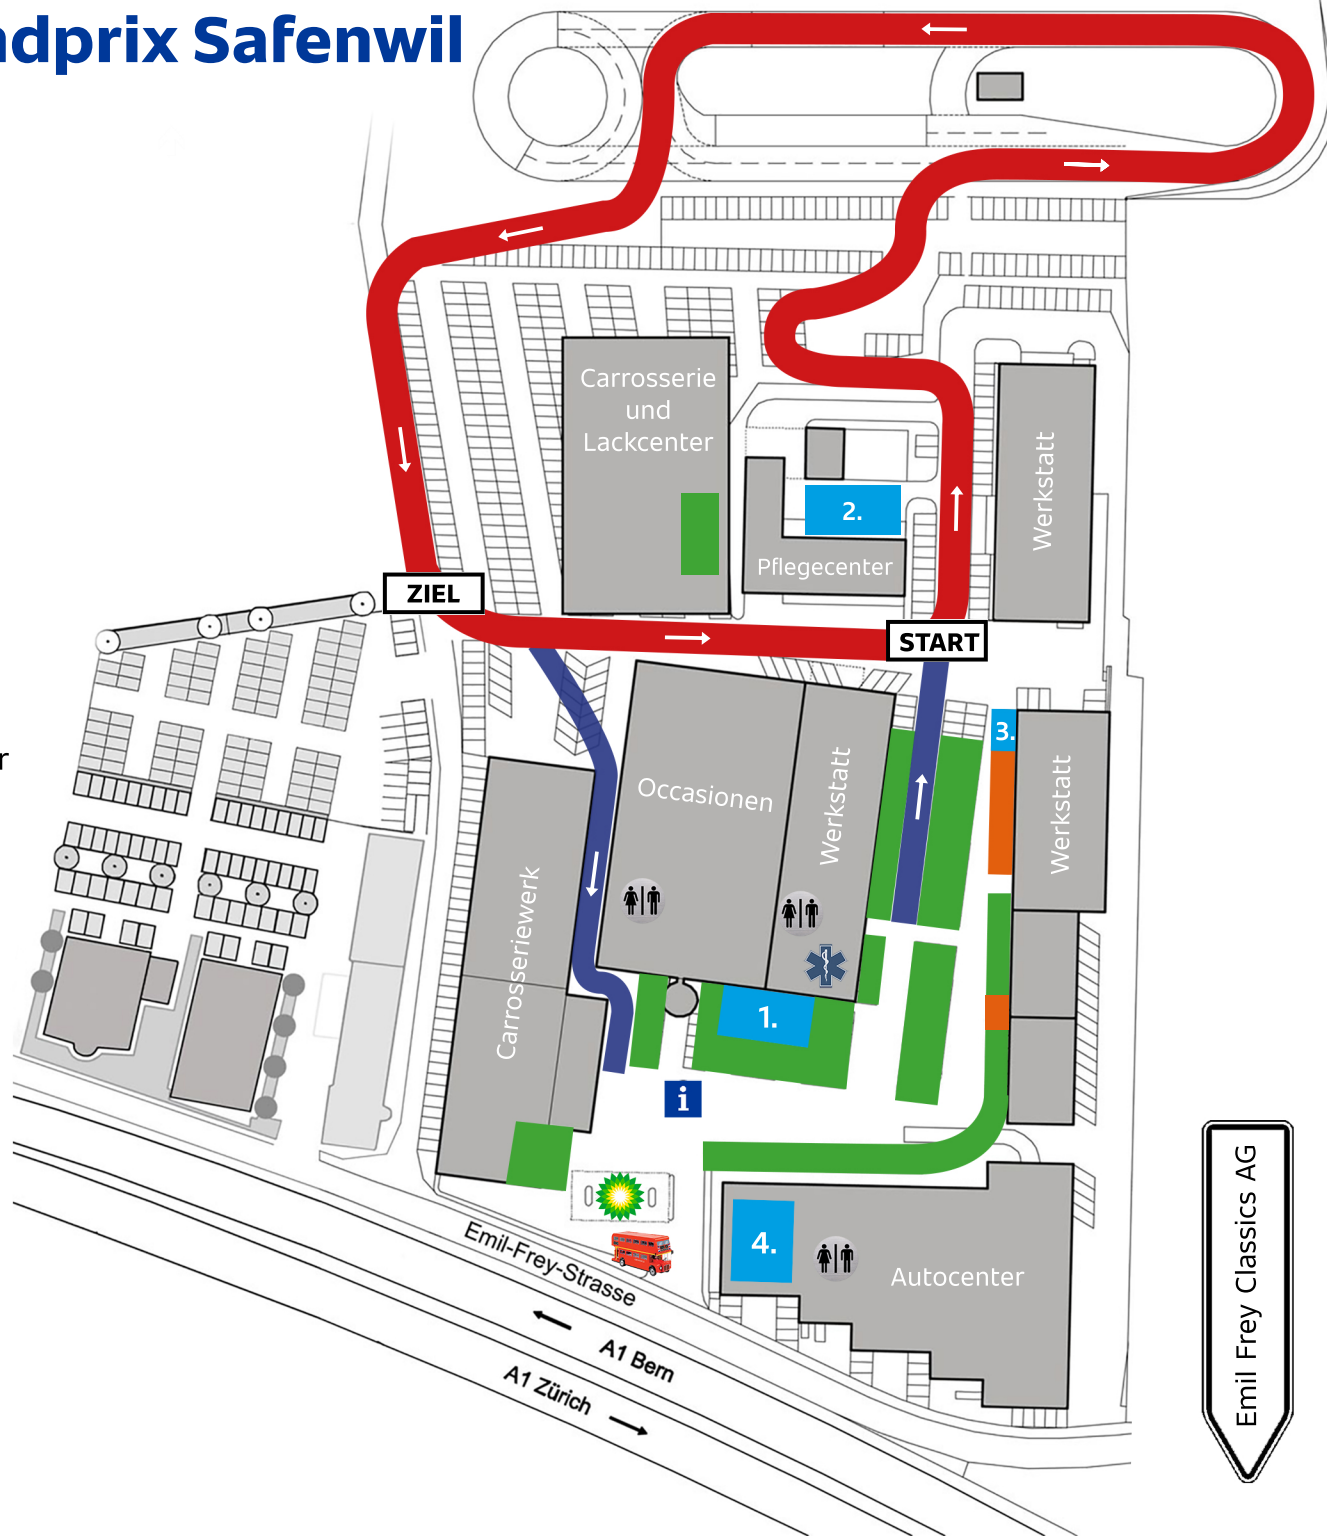 ndprix Safenwil
Carrosserie
und
Lackcenter
Werkstatt
2.
Pflegecenter
ZIEL
START
3.
r
Occasionen
Werkstatt
Werkstatt
Carrosseriewerk
1.
i
4.
Autocenter
Emil-Frey-Strasse
A1 Bern
A1 Zürich
Emil Frey Classics AG